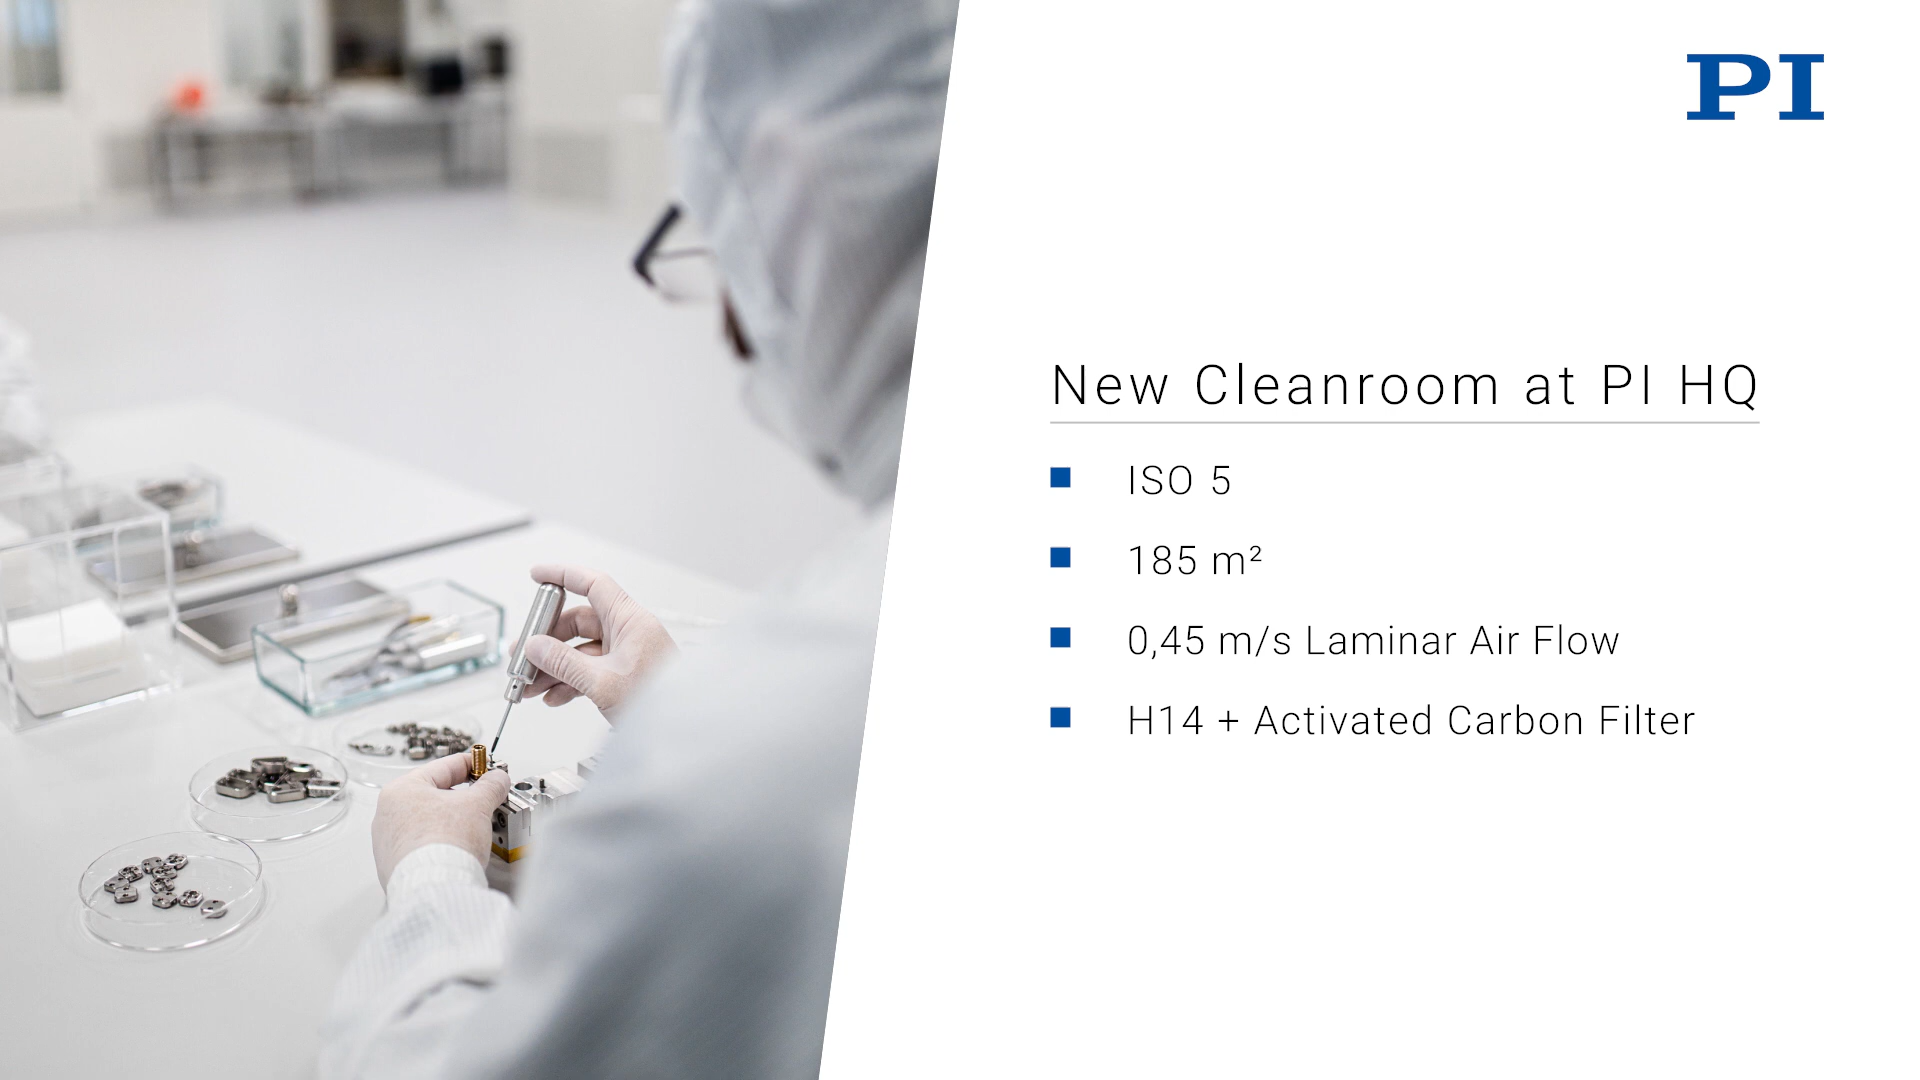 PI
New Cleanroom at PI HQ
ISO 5
185 m²
0,45 m/s Laminar Air Flow
H14 + Activated Carbon Filter